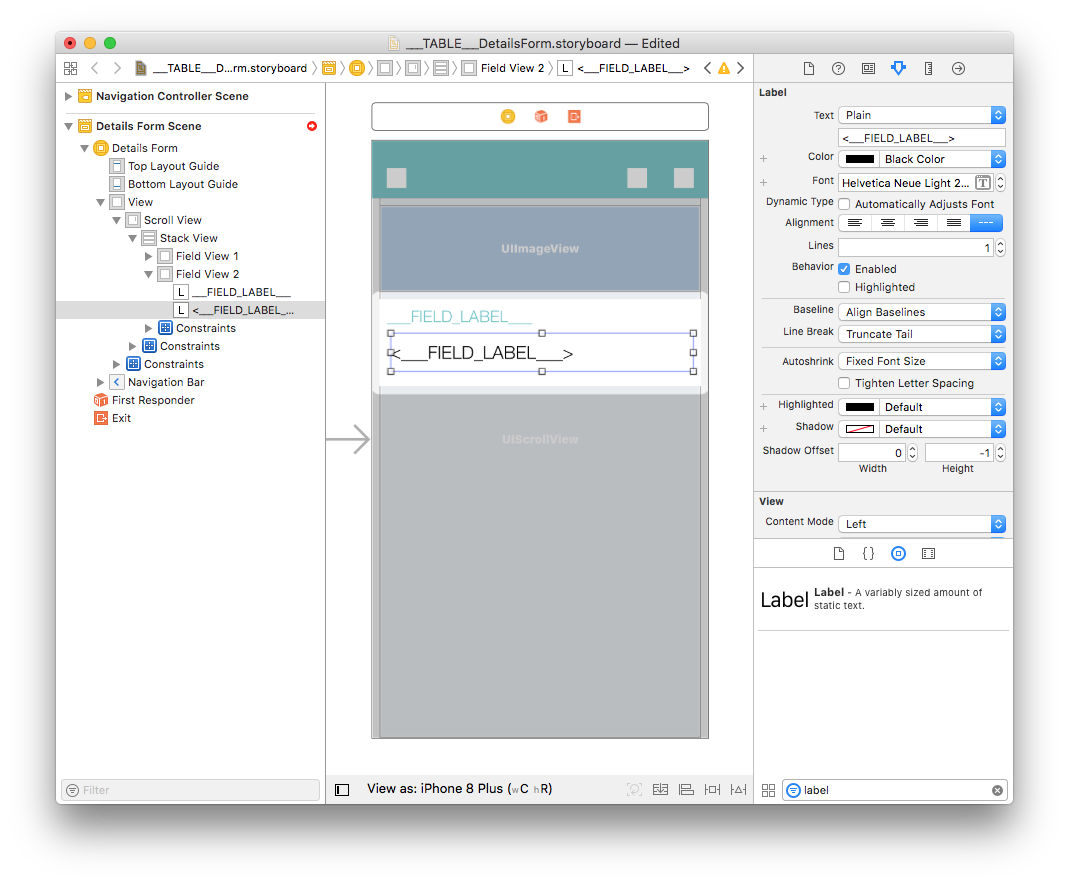 ___TABLE___DetailsForm.storyboard — Edited
___TABLE___D...rm.storyboard
Field View 2
L
<___FIELD_LABEL___>
Navigation Controller Scene
Details Form Scene
Details Form
Top Layout Guide
Bottom Layout Guide
View
Scroll View
Stack View
Field View 1
Field View 2
L ___FIELD_LABEL___
L <___FIELD_LABEL_...
Constraints
Constraints
Constraints
Navigation Bar
First Responder
Exit
Filter
UIImageView
___FIELD_LABEL___
<___FIELD_LABEL___>
UIScrollView
View as: iPhone 8 Plus (wC hR)
Label
Text Plain
<___FIELD_LABEL___>
+ Color Black Color
+ Font Helvetica Neue Light 2... T
Dynamic Type Automatically Adjusts Font
Alignment ---
Lines 1
Behavior Enabled
Highlighted
Baseline Align Baselines
Line Break Truncate Tail
Autoshrink Fixed Font Size
Tighten Letter Spacing
+ Highlighted Default
+ Shadow Default
Shadow Offset 0 -1
Width Height
View
Content Mode Left
{}
Label Label - A variably sized amount of
static text.
label